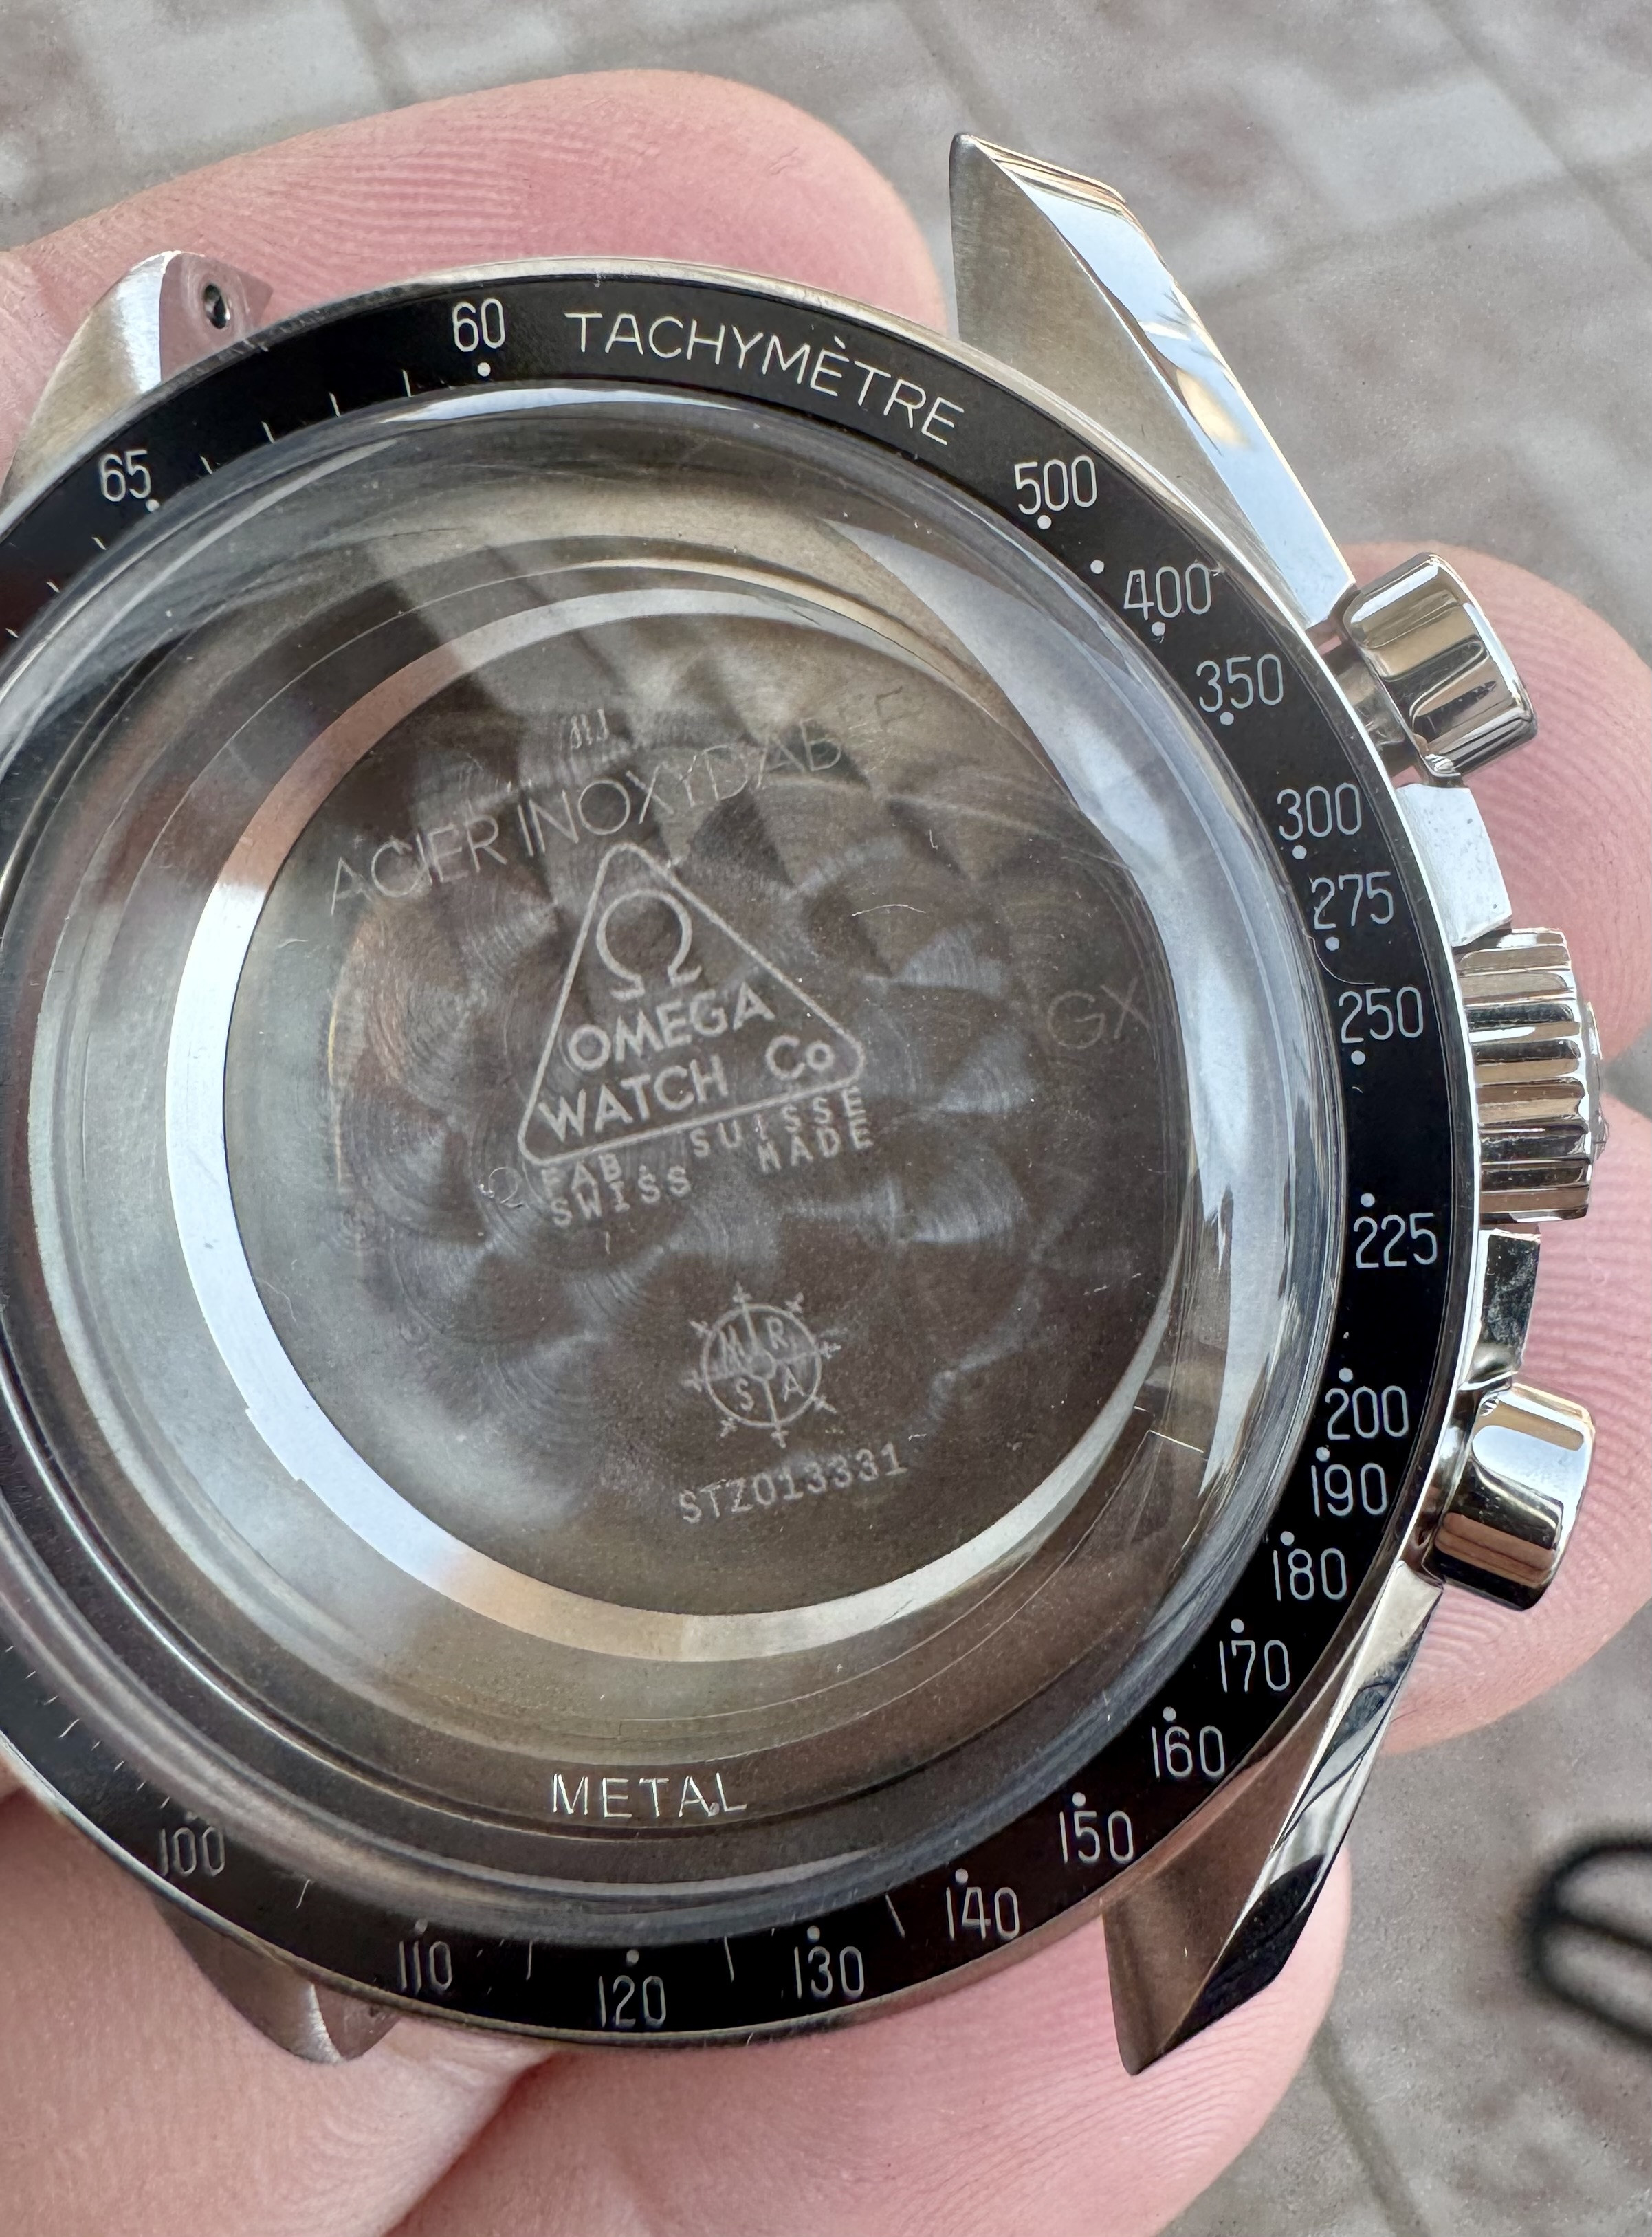 60 TACHYMÈTRE
500
400
350
300
275
250
225
200
190
180
170
160
150
140
130
120
110
100
65
ACIER INOXYDABLE
Ω
OMEGA
WATCH Co
FAB. SUISSE
SWISS MADE
Ω
GX
M R
S A
STZ013331
METAL